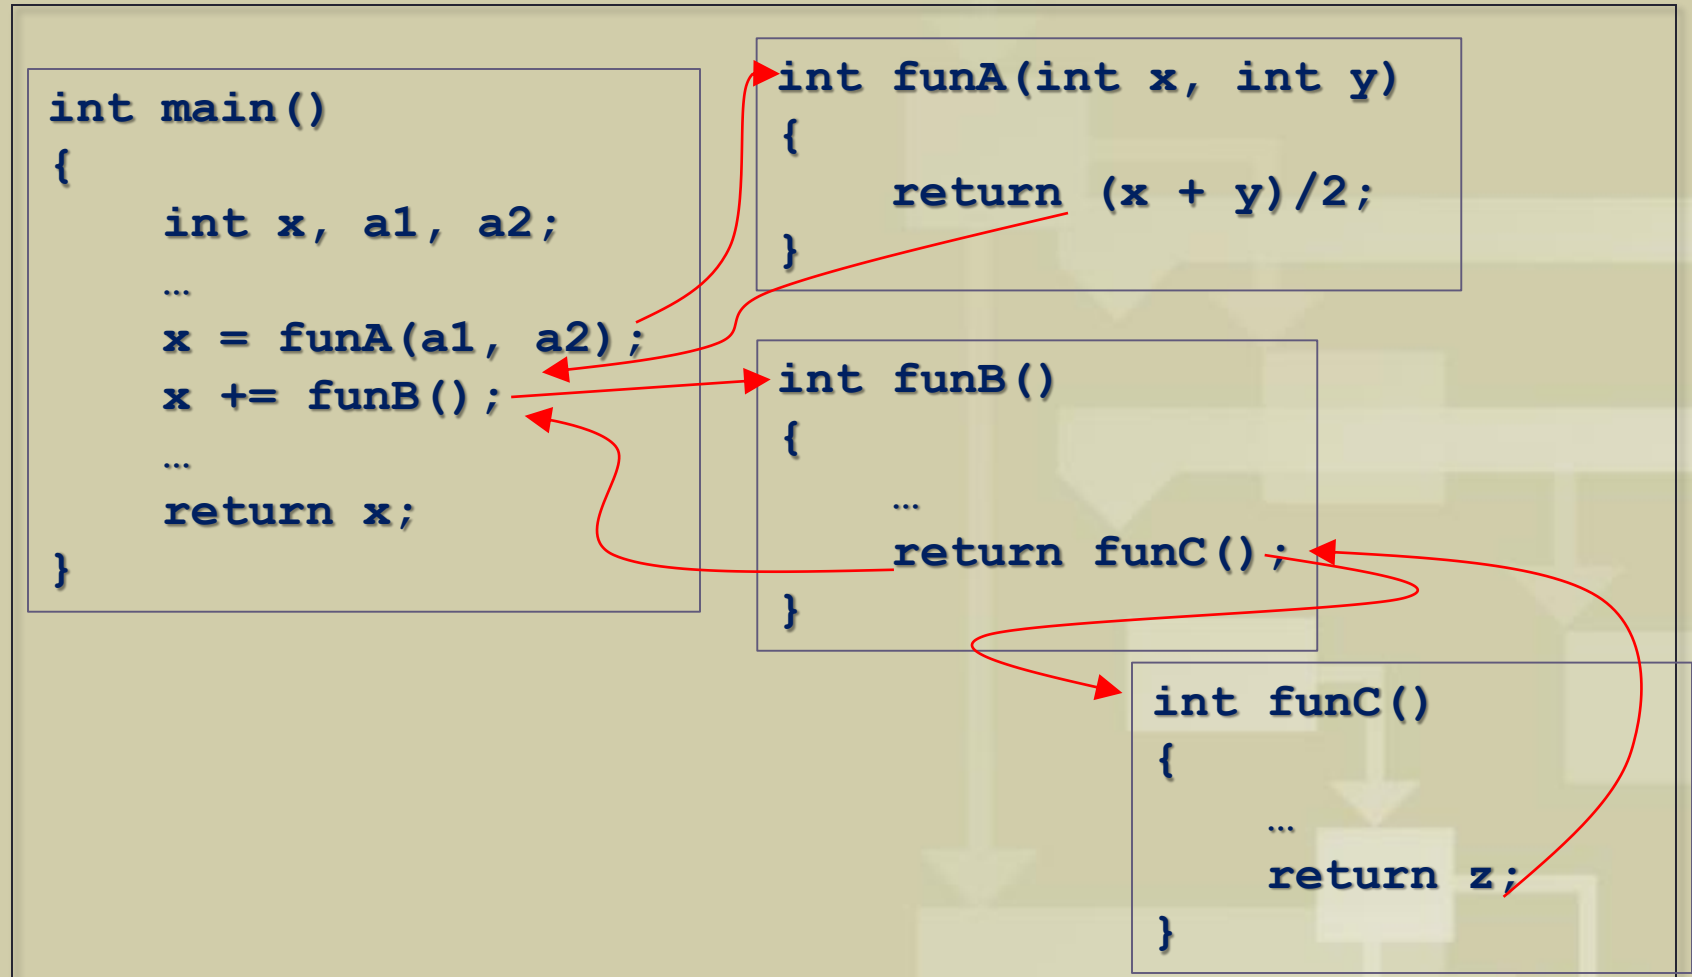 int main()
{
int x, a1, a2;
…
x = funA(a1, a2);
x += funB();
…
return x;
}
int funA(int x, int y)
{
return (x + y)/2;
}
int funB()
{
…
return funC();
}
int funC()
{
…
return z;
}